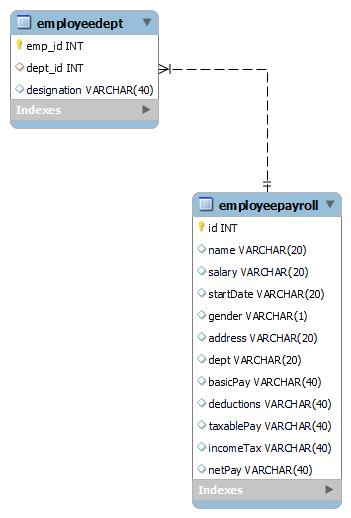 employeedept
emp_id INT
dept_id INT
designation VARCHAR(40)
Indexes
employeepayroll
id INT
name VARCHAR(20)
salary VARCHAR(20)
startDate VARCHAR(20)
gender VARCHAR(1)
address VARCHAR(20)
dept VARCHAR(20)
basicPay VARCHAR(40)
deductions VARCHAR(40)
taxablePay VARCHAR(40)
incomeTax VARCHAR(40)
netPay VARCHAR(40)
Indexes